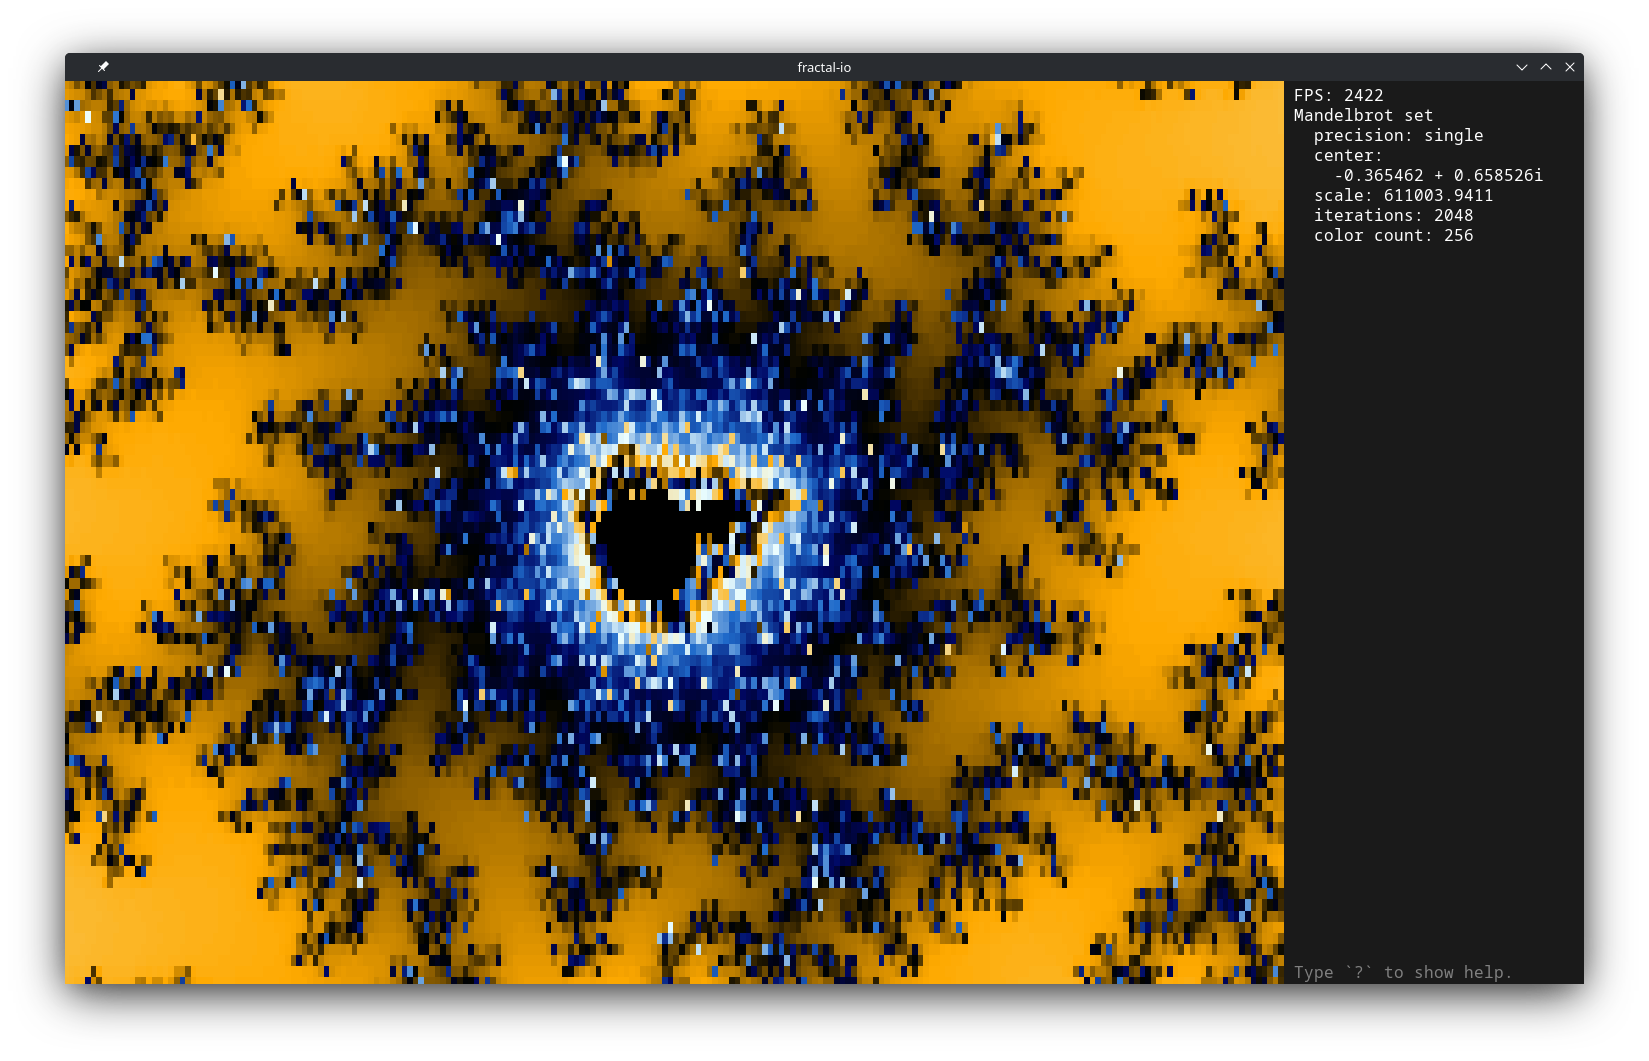 fractal-io
FPS: 2422
Mandelbrot set
precision: single
center:
-0.365462 + 0.658526i
scale: 611003.9411
iterations: 2048
color count: 256
Type `?` to show help.